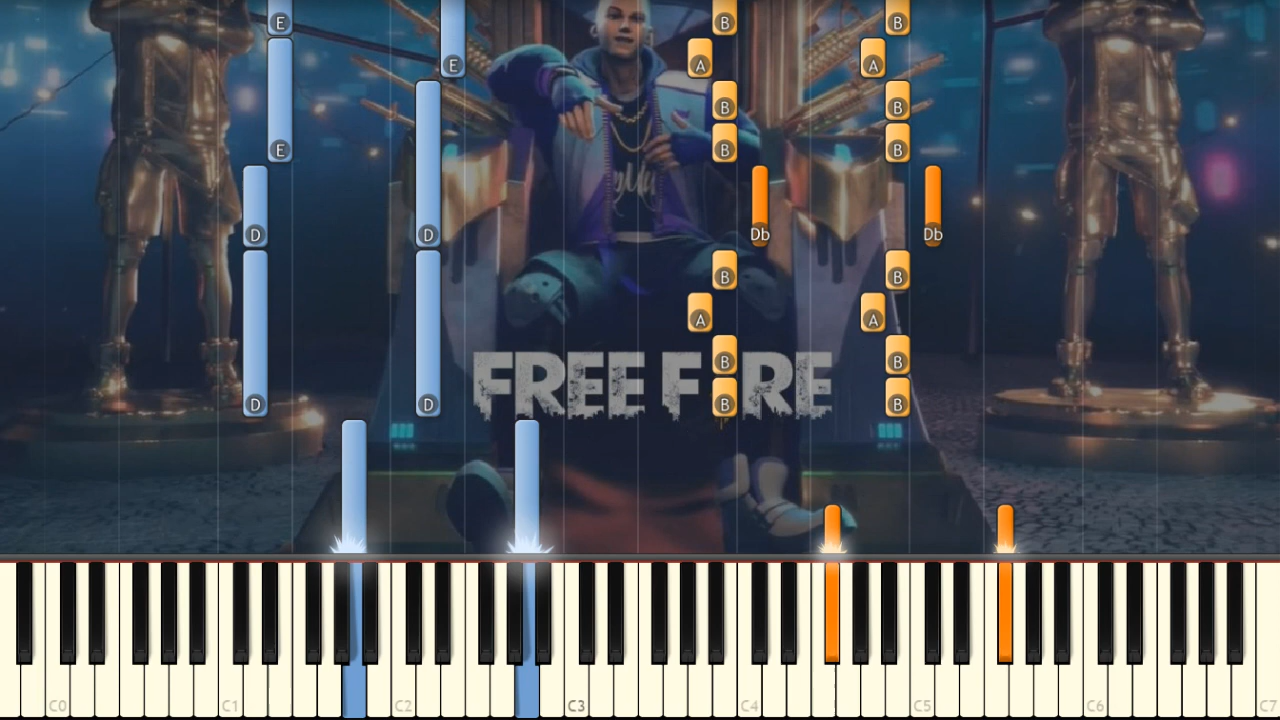 E B B
E A A
B B
E B B
D D Db Db
B B
A A
B B
FREE FIRE
D D B B
C0 C1 C2 C3 C4 C5 C6 C7